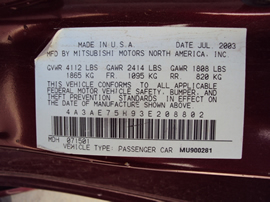 MADE IN U.S.A. DATE JUL. 2003
MFD BY MITSUBISHI MOTORS NORTH AMERICA, INC.
GVWR 4112 LBS GAWR 2414 LBS GAWR 1808 LBS
1865 KG FR 1095 KG RR 820 KG
THIS VEHICLE CONFORMS TO ALL APPLICABLE
FEDERAL MOTOR VEHICLE SAFETY, BUMPER, AND
THEFT PREVENTION STANDARDS IN EFFECT ON
THE DATE OF MANUFACTURE SHOWN ABOVE.
4A3AE75H93E208802
MDH: 071501
VEHICLE TYPE: PASSENGER CAR MU900281